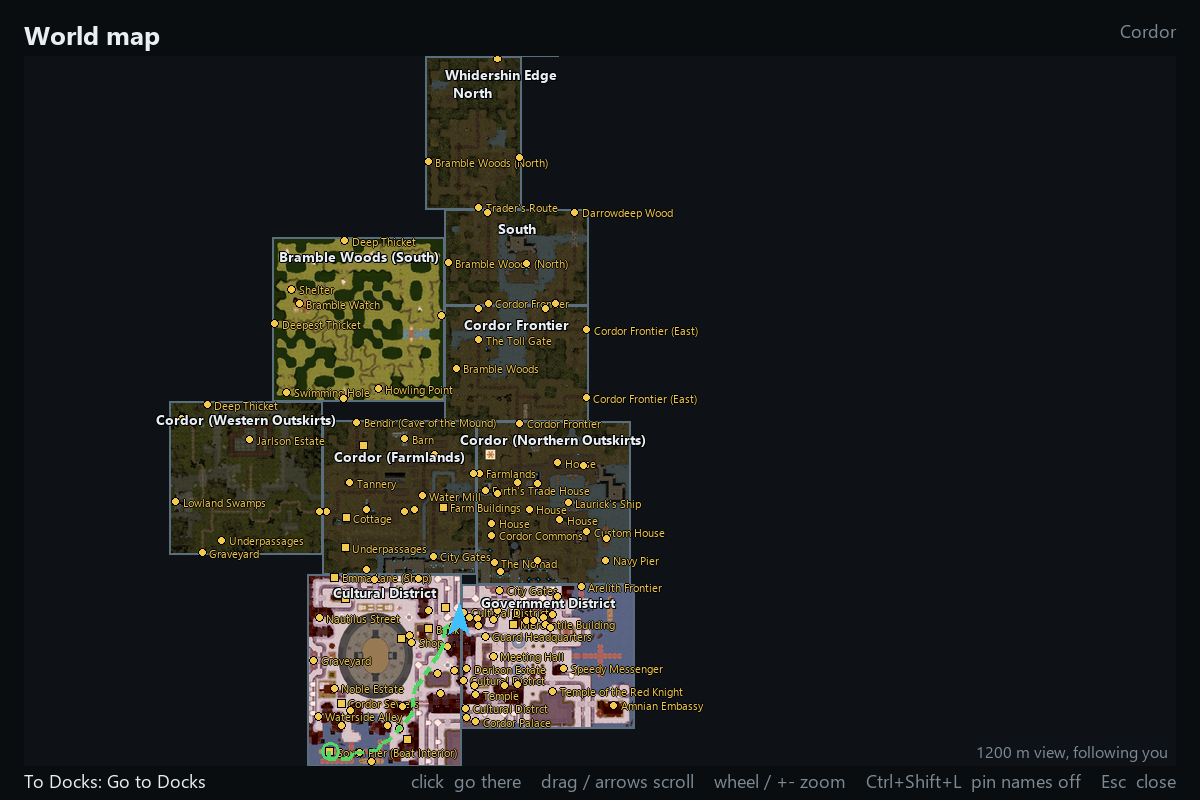 World map
Cordor
Whidershin Edge
North
Bramble Woods (North)
Trader's Route
Darrowdeep Wood
South
Deep Thicket
Bramble Woods (South)
Bramble Woods (North)
Shelter
Bramble Watch
Cordor Frontier
Deepest Thicket
Cordor Frontier
Cordor Frontier (East)
The Toll Gate
Bramble Woods
Swimming Hole
Howling Point
Cordor Frontier (East)
Deep Thicket
Cordor (Western Outskirts)
Bendir (Cave of the Mound)
Cordor Frontier
Jarlson Estate
Barn
Cordor (Northern Outskirts)
Cordor (Farmlands)
House
Farmlands
Tannery
Earth's Trade House
Water Mill
Lowland Swamps
Laurick's Ship
Farm Buildings
House
Cottage
House
House
Custom House
Cordor Commons
Underpassages
Underpassages
Graveyard
City Gates
The Nomad
Navy Pier
Cultural District
City Gates
Arelith Frontier
Government District
Cultural District
Nautilus Street
Mercantile Building
Guard Headquarters
Shop
Meeting Hall
Graveyard
Speedy Messenger
Noble Estate
Temple
Temple of the Red Knight
Amnian Embassy
Waterside Alley
Cultural Distrct
Cordor Palace
(Boat Interior)
1200 m view, following you
To Docks: Go to Docks
click go there
drag / arrows scroll
wheel / +- zoom
Ctrl+Shift+L pin names off
Esc close